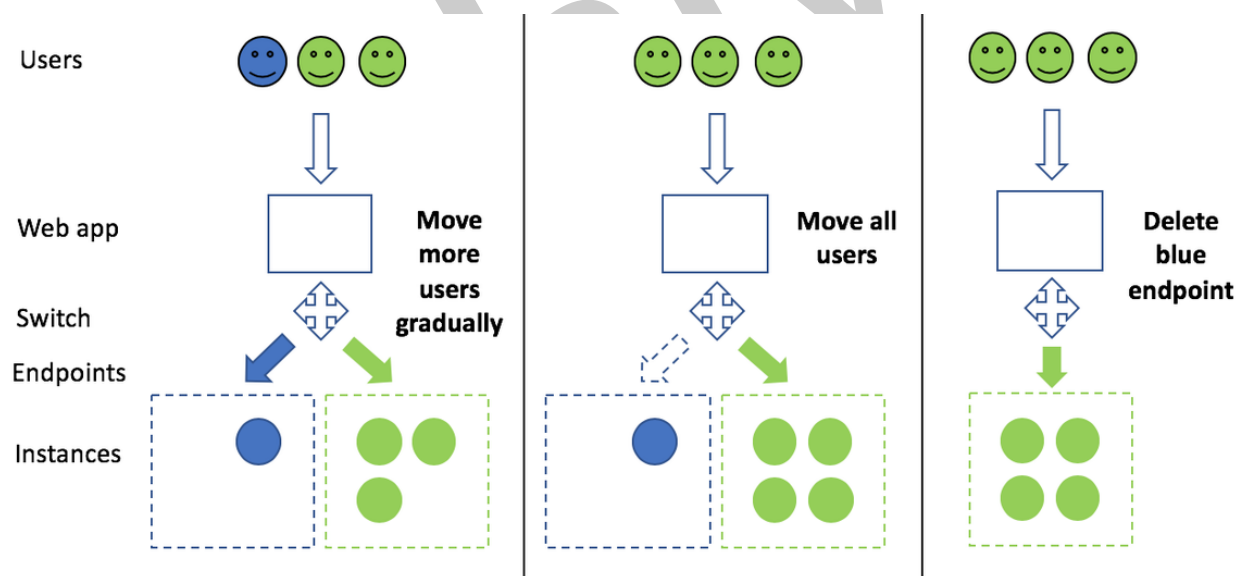 Users
Web app
Switch
Endpoints
Instances
Move
more
users
gradually
Move all
users
Delete
blue
endpoint